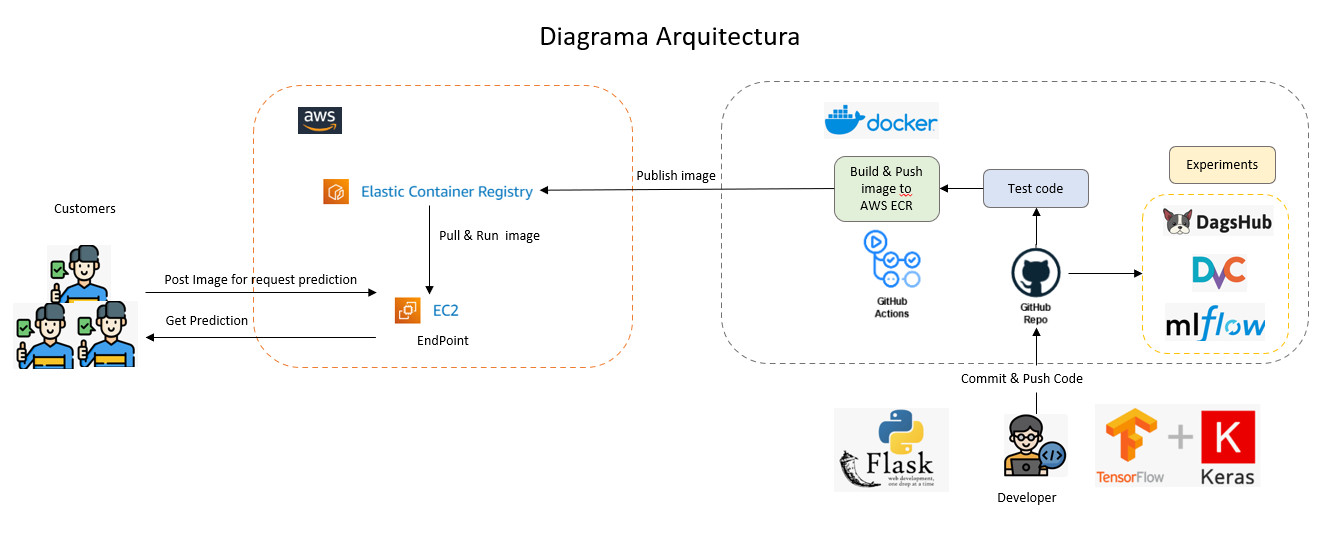 Diagrama Arquitectura
aws
docker
Experiments
Build & Push
image to
AWS ECR
Test code
Publish image
Elastic Container Registry
DagsHub
Customers
Pull & Run image
DVC
Post Image for request prediction
GitHub
Actions
GitHub
Repo
EC2
Get Prediction
mlflow
EndPoint
Commit & Push Code
Flask
web development,
one drop at a time
TensorFlow
+
K
Keras
</>
Developer